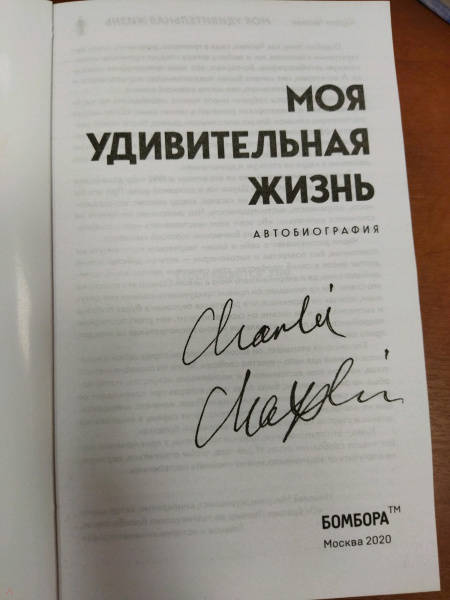 МОЯ
УДИВИТЕЛЬНАЯ
ЖИЗНЬ
АВТОБИОГРАФИЯ
Charlie
Chaplin
БОМБОРА™
Москва 2020